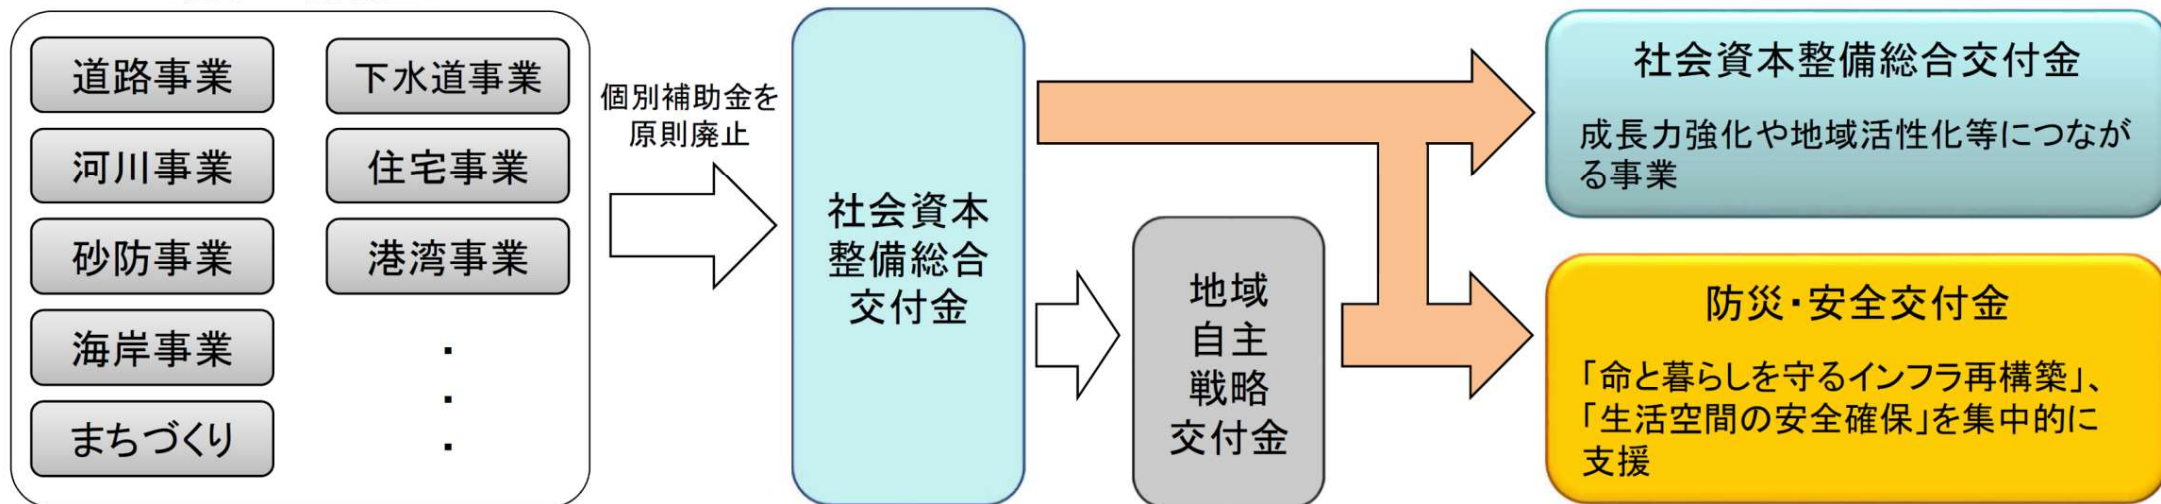 道路事業
下水道事業
河川事業
住宅事業
砂防事業
港湾事業
海岸事業
まちづくり
・
・
・
個別補助金を
原則廃止
社会資本
整備総合
交付金
地域
自主
戦略
交付金
社会資本整備総合交付金
成長力強化や地域活性化等につなが
る事業
防災・安全交付金
「命と暮らしを守るインフラ再構築」、
「生活空間の安全確保」を集中的に
支援